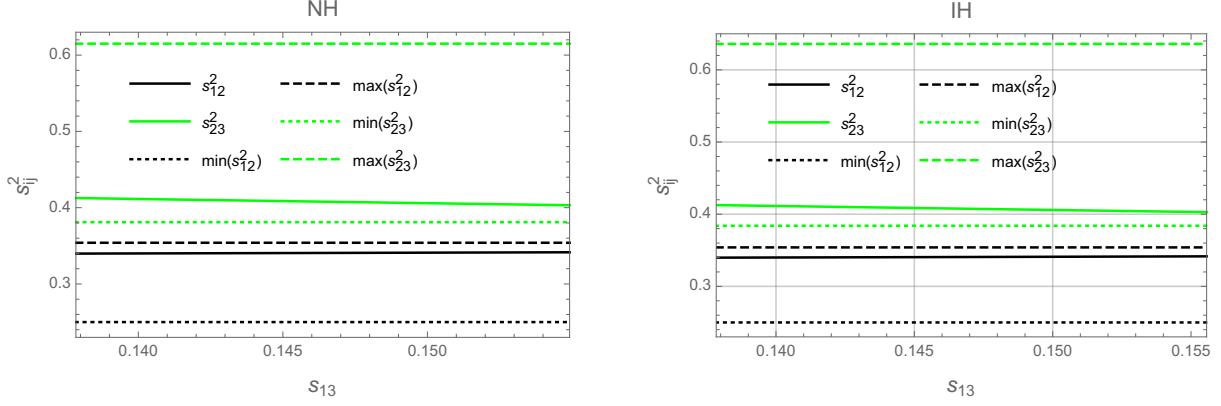 NH
0.6
0.5
0.4
0.3
s²ᵢⱼ
s²₁₂
s²₂₃
min(s²₁₂)
max(s²₁₂)
min(s²₂₃)
max(s²₂₃)
0.140
0.145
0.150
s₁₃
IH
0.6
0.5
0.4
0.3
s²ᵢⱼ
s²₁₂
s²₂₃
min(s²₁₂)
max(s²₁₂)
min(s²₂₃)
max(s²₂₃)
0.140
0.145
0.150
0.155
s₁₃